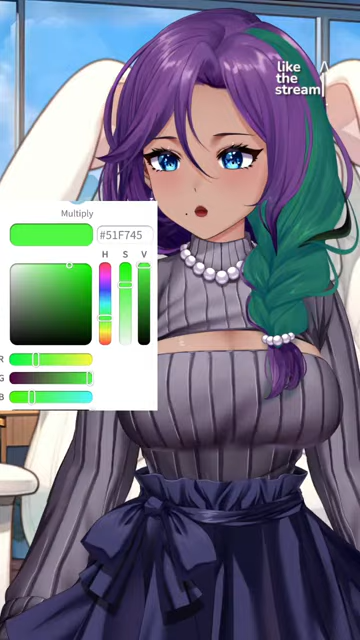 like
the
stream
Multiply
#51F745
H S V
R
G
B
E